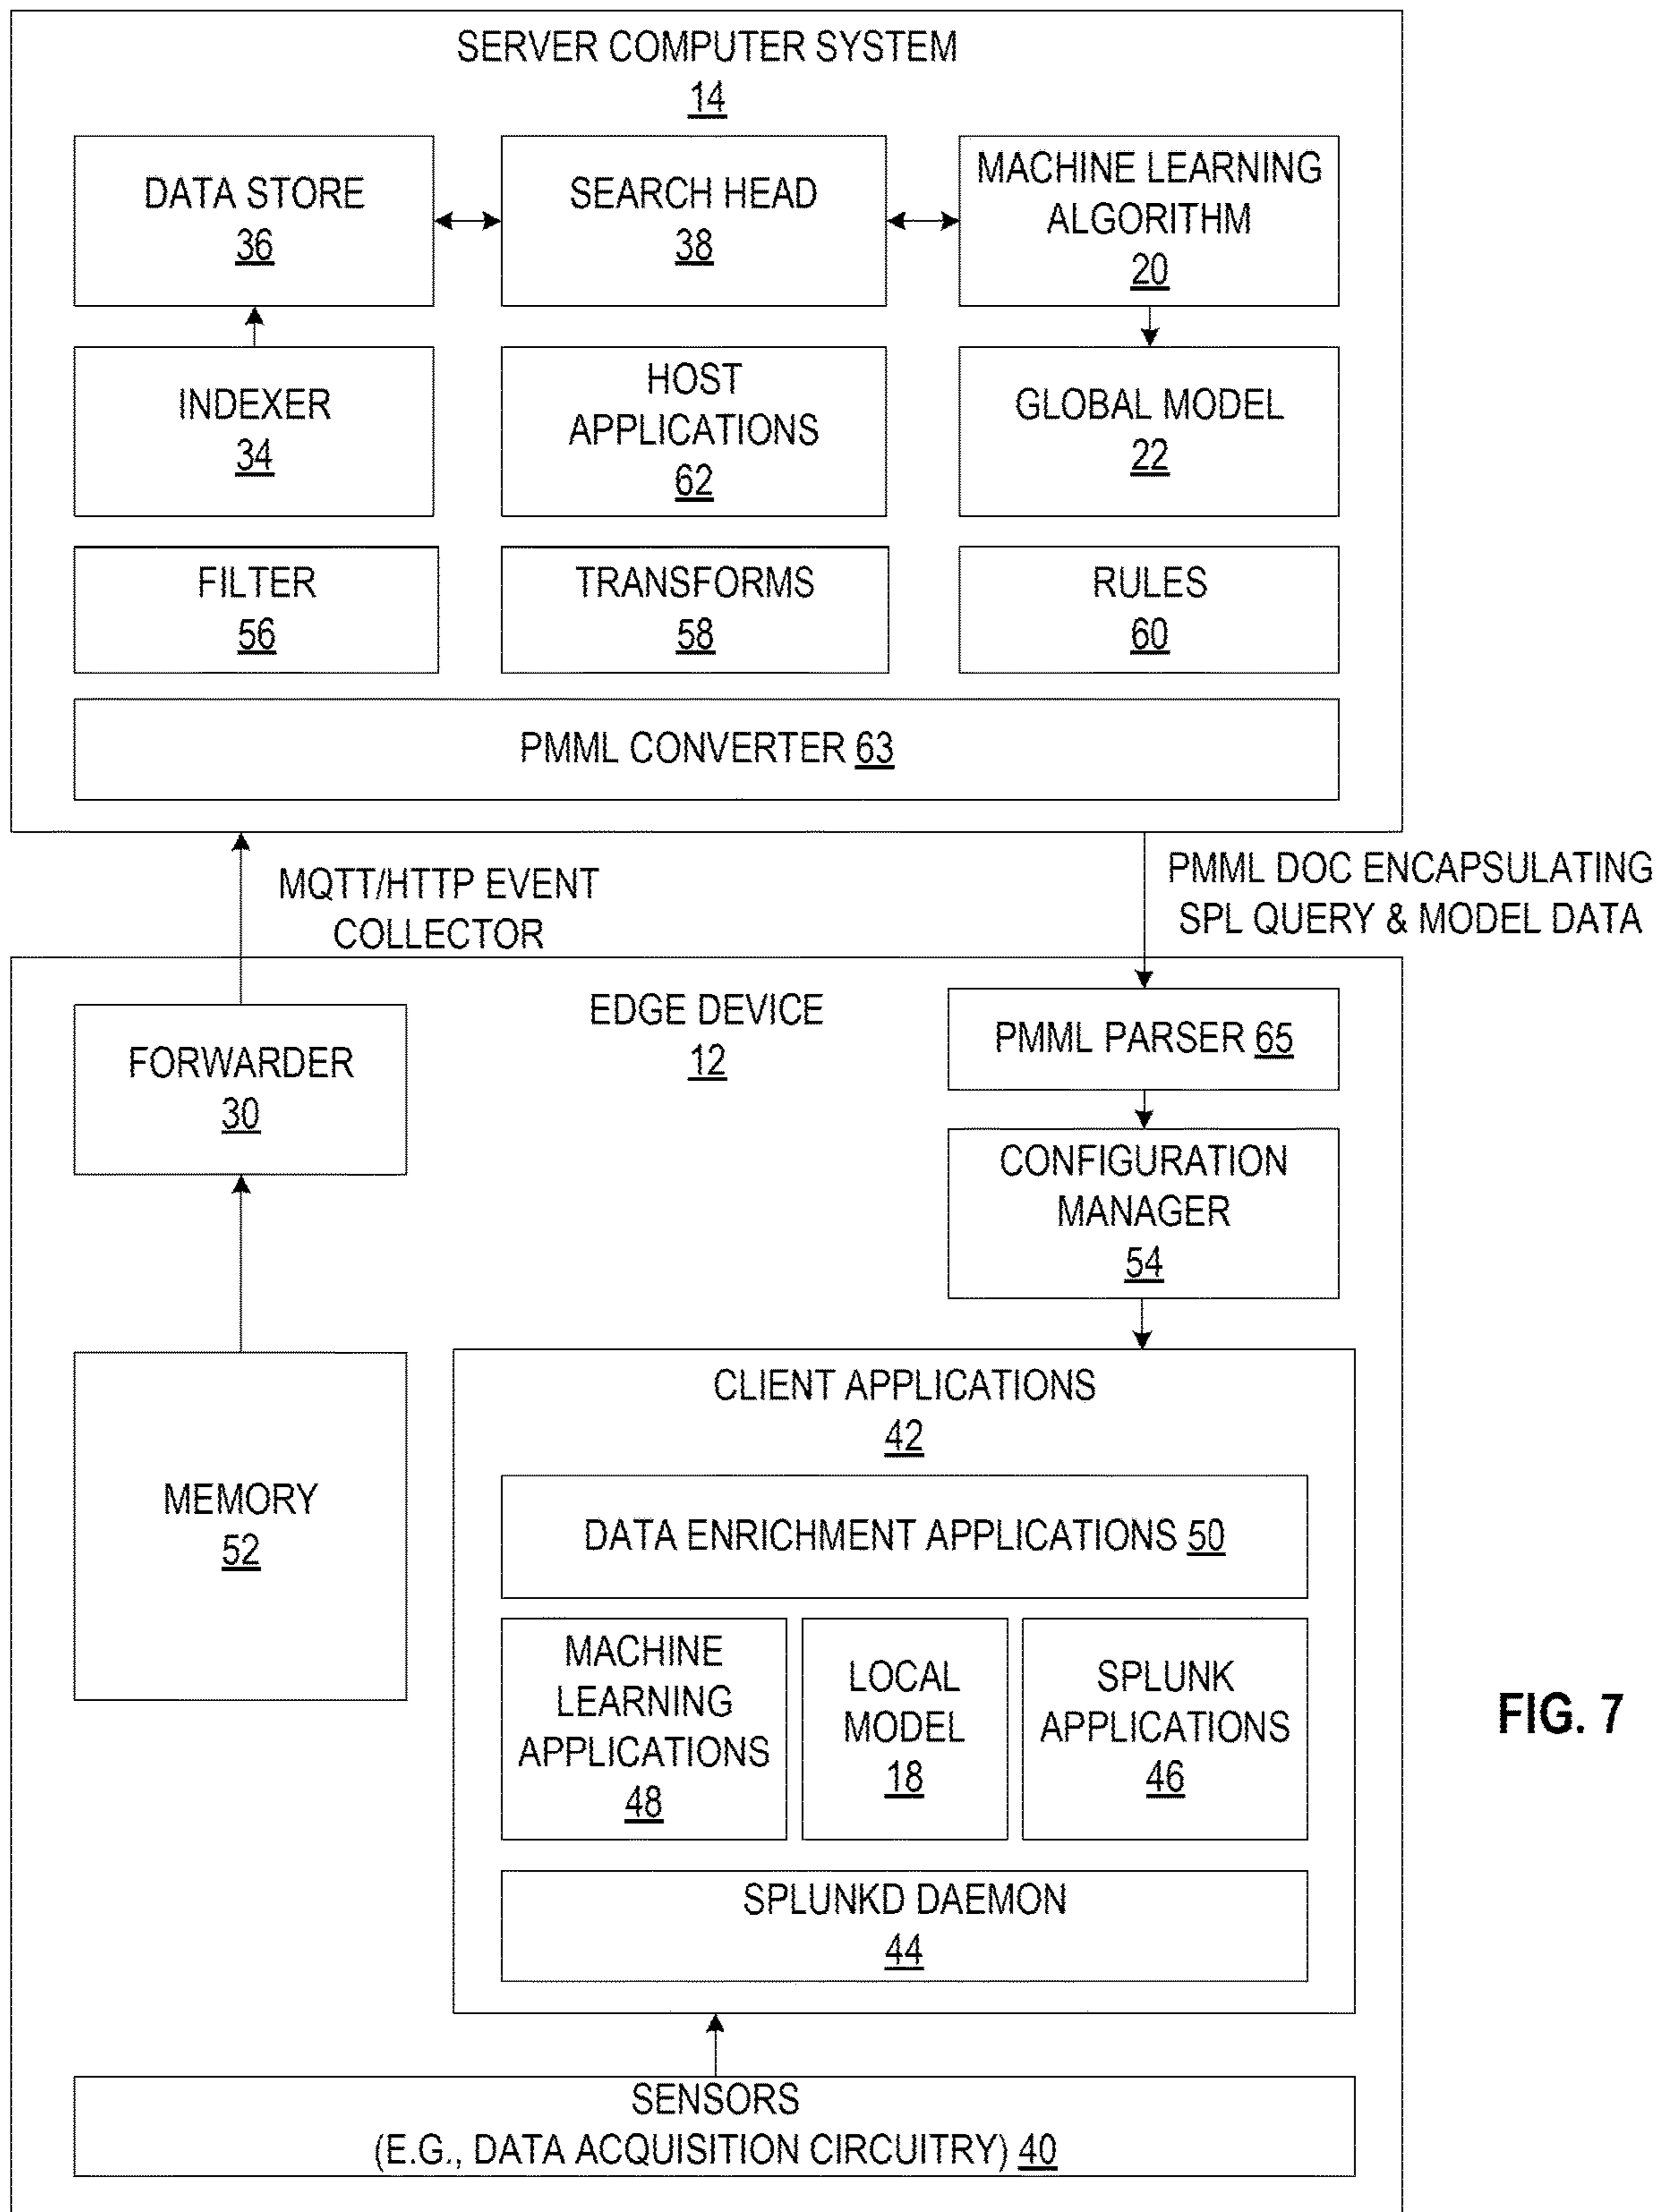 SERVER COMPUTER SYSTEM
14
DATA STORE
36
SEARCH HEAD
38
MACHINE LEARNING
ALGORITHM
20
INDEXER
34
HOST
APPLICATIONS
62
GLOBAL MODEL
22
FILTER
56
TRANSFORMS
58
RULES
60
PMML CONVERTER 63
MQTT/HTTP EVENT
COLLECTOR
PMML DOC ENCAPSULATING
SPL QUERY & MODEL DATA
EDGE DEVICE
12
FORWARDER
30
PMML PARSER 65
CONFIGURATION
MANAGER
54
MEMORY
52
CLIENT APPLICATIONS
42
DATA ENRICHMENT APPLICATIONS 50
MACHINE
LEARNING
APPLICATIONS
48
LOCAL
MODEL
18
SPLUNK
APPLICATIONS
46
SPLUNKD DAEMON
44
SENSORS
(E.G., DATA ACQUISITION CIRCUITRY) 40
FIG. 7